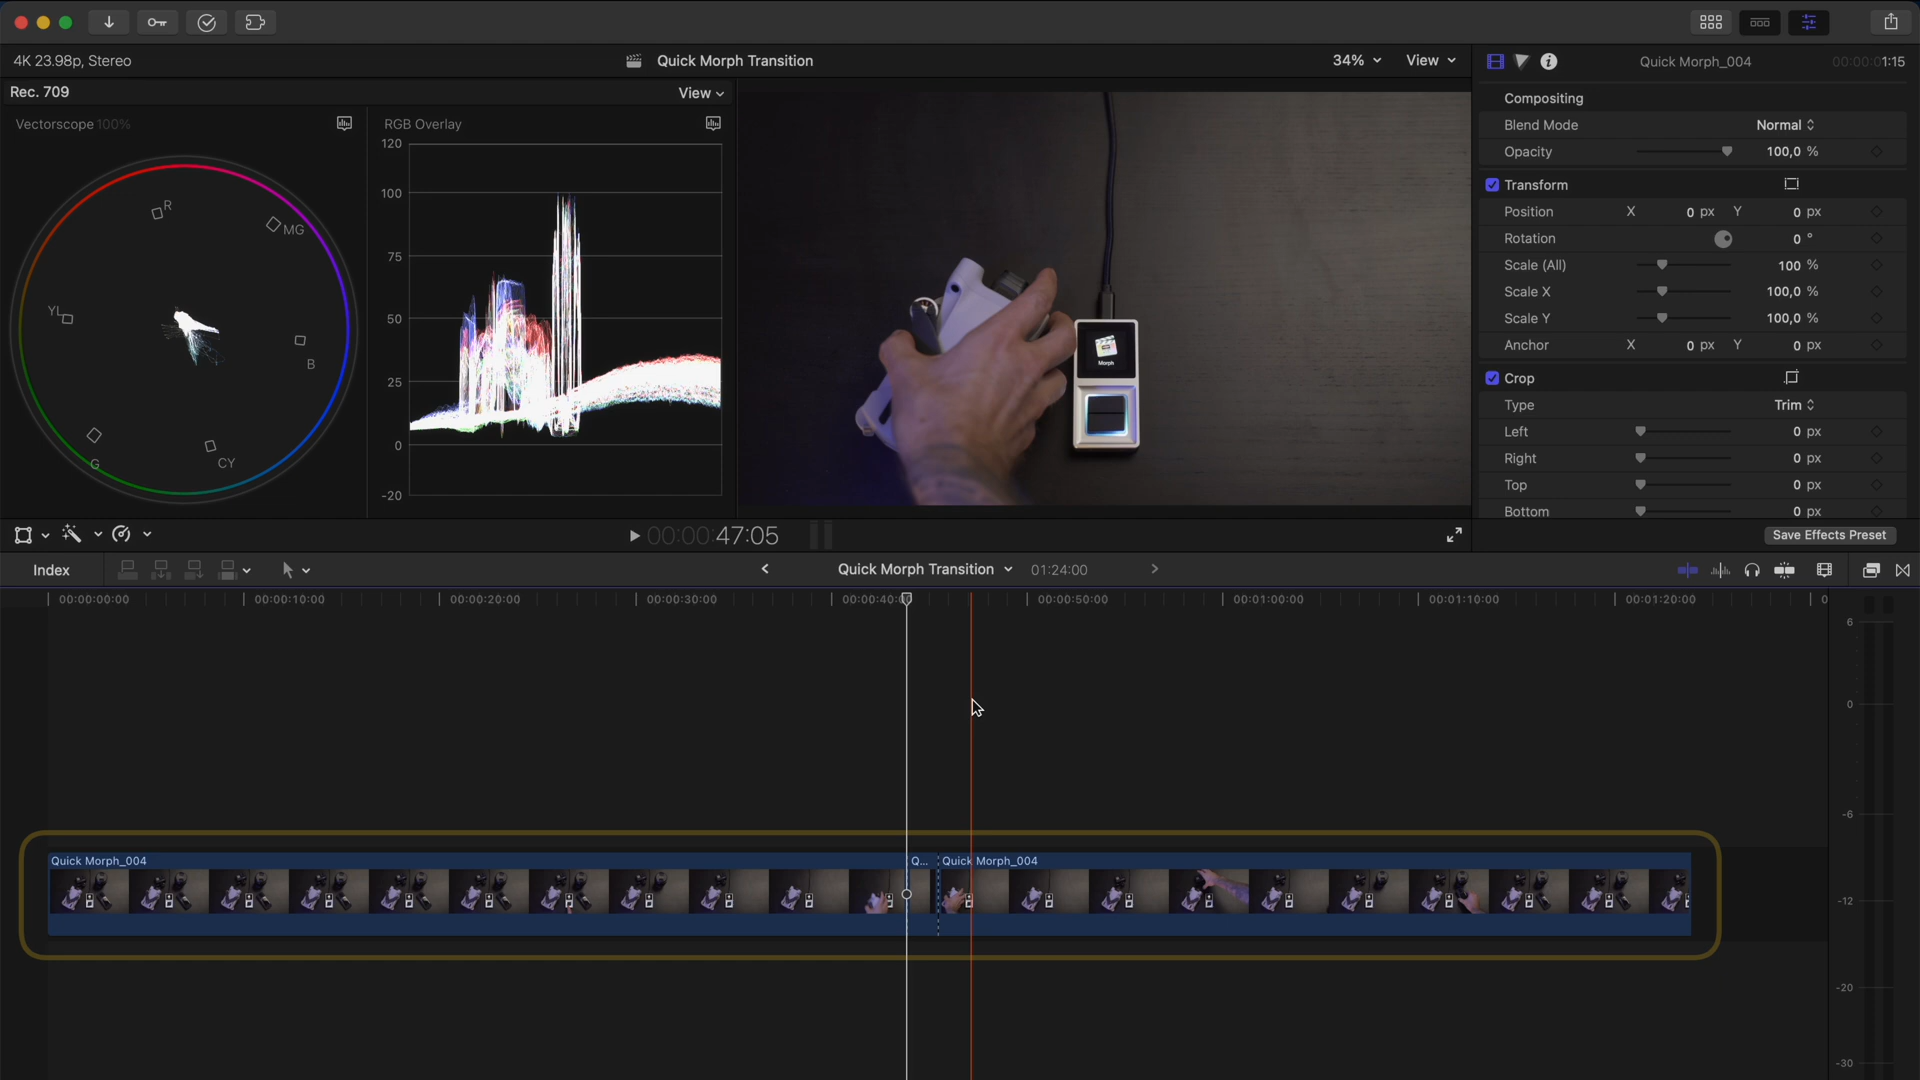 4K 23.98p, Stereo
Quick Morph Transition
34%
View
Quick Morph_004
00:00:01:15
Rec. 709
View
Vectorscope 100%
RGB Overlay
R
MG
YL
B
G
CY
120
100
75
50
25
0
-20
Morph
Compositing
Blend Mode Normal
Opacity 100,0 %
Transform
Position X 0 px Y 0 px
Rotation 0 °
Scale (All) 100 %
Scale X 100,0 %
Scale Y 100,0 %
Anchor X 0 px Y 0 px
Crop
Type Trim
Left 0 px
Right 0 px
Top 0 px
Bottom 0 px
Save Effects Preset
00:00:47:05
Index
Quick Morph Transition
01:24:00
00:00:00:00
00:00:10:00
00:00:20:00
00:00:30:00
00:00:40:00
00:00:50:00
00:01:00:00
00:01:10:00
00:01:20:00
0
Quick Morph_004
Q...
Quick Morph_004
6
0
-6
-12
-20
-30